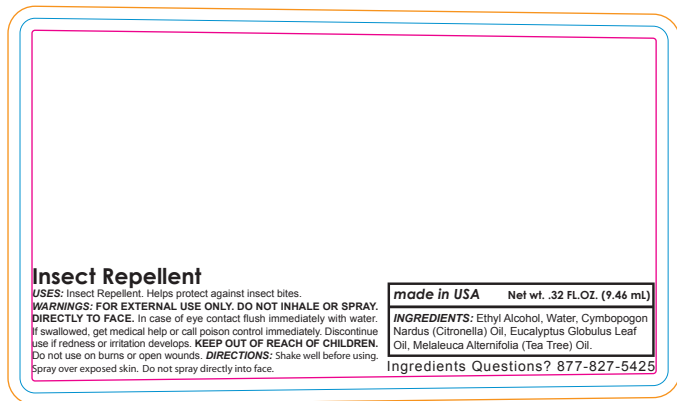 Insect Repellent
USES: Insect Repellent. Helps protect against insect bites.
WARNINGS: FOR EXTERNAL USE ONLY. DO NOT INHALE OR SPRAY.
DIRECTLY TO FACE. In case of eye contact flush immediately with water.
If swallowed, get medical help or call poison control immediately. Discontinue
use if redness or irritation develops. KEEP OUT OF REACH OF CHILDREN.
Do not use on burns or open wounds. DIRECTIONS: Shake well before using.
Spray over exposed skin. Do not spray directly into face.
made in USA Net wt. .32 FL.OZ. (9.46 mL)
INGREDIENTS: Ethyl Alcohol, Water, Cymbopogon
Nardus (Citronella) Oil, Eucalyptus Globulus Leaf
Oil, Melaleuca Alternifolia (Tea Tree) Oil.
Ingredients Questions? 877-827-5425